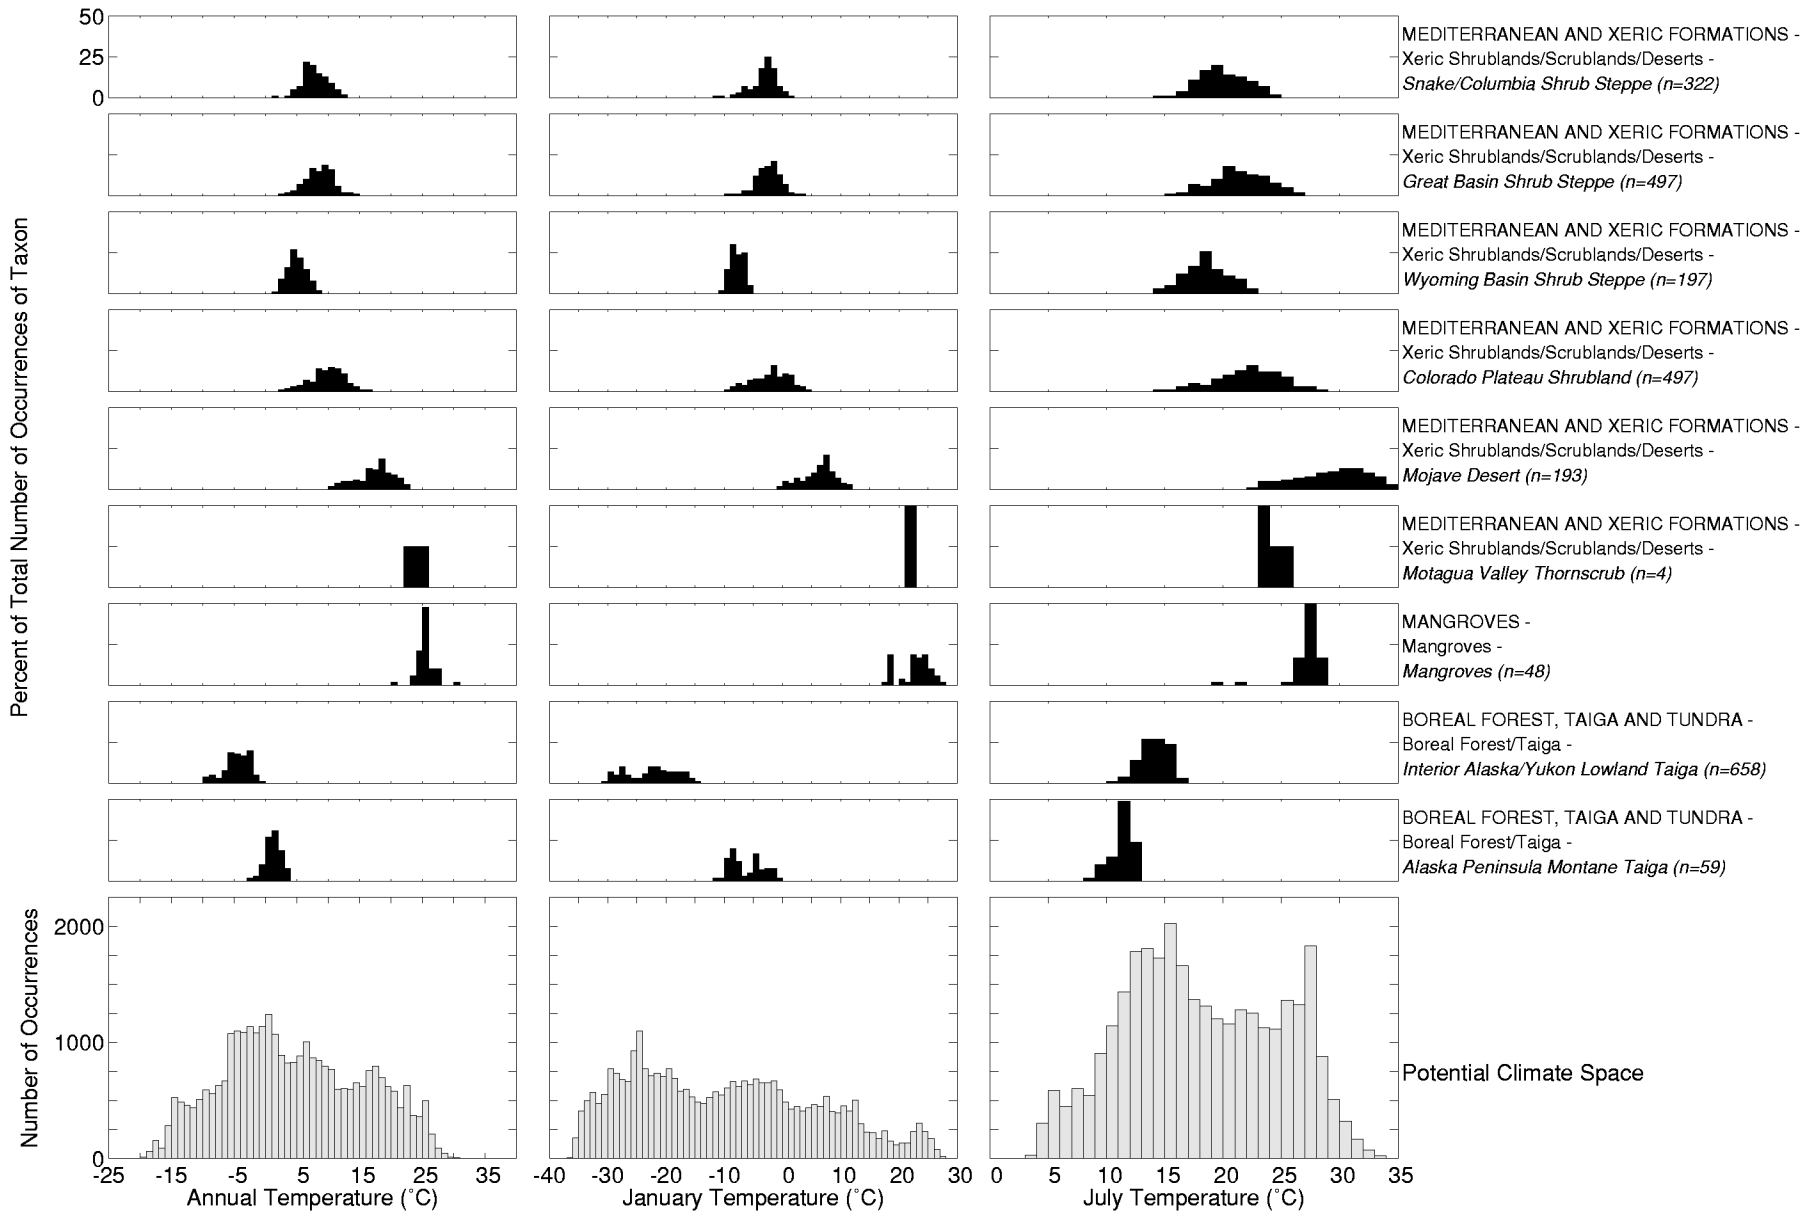 50
25
0
Percent of Total Number of Occurrences of Taxon
MEDITERRANEAN AND XERIC FORMATIONS -
Xeric Shrublands/Scrublands/Deserts -
Snake/Columbia Shrub Steppe (n=322)
MEDITERRANEAN AND XERIC FORMATIONS -
Xeric Shrublands/Scrublands/Deserts -
Great Basin Shrub Steppe (n=497)
MEDITERRANEAN AND XERIC FORMATIONS -
Xeric Shrublands/Scrublands/Deserts -
Wyoming Basin Shrub Steppe (n=197)
MEDITERRANEAN AND XERIC FORMATIONS -
Xeric Shrublands/Scrublands/Deserts -
Colorado Plateau Shrubland (n=497)
MEDITERRANEAN AND XERIC FORMATIONS -
Xeric Shrublands/Scrublands/Deserts -
Mojave Desert (n=193)
MEDITERRANEAN AND XERIC FORMATIONS -
Xeric Shrublands/Scrublands/Deserts -
Motagua Valley Thornscrub (n=4)
MANGROVES -
Mangroves -
Mangroves (n=48)
BOREAL FOREST, TAIGA AND TUNDRA -
Boreal Forest/Taiga -
Interior Alaska/Yukon Lowland Taiga (n=658)
BOREAL FOREST, TAIGA AND TUNDRA -
Boreal Forest/Taiga -
Alaska Peninsula Montane Taiga (n=59)
Number of Occurrences
2000
1000
0
Potential Climate Space
-25 -15 -5 5 15 25 35
Annual Temperature (˚C)
-40 -30 -20 -10 0 10 20 30
January Temperature (˚C)
0 5 10 15 20 25 30 35
July Temperature (˚C)